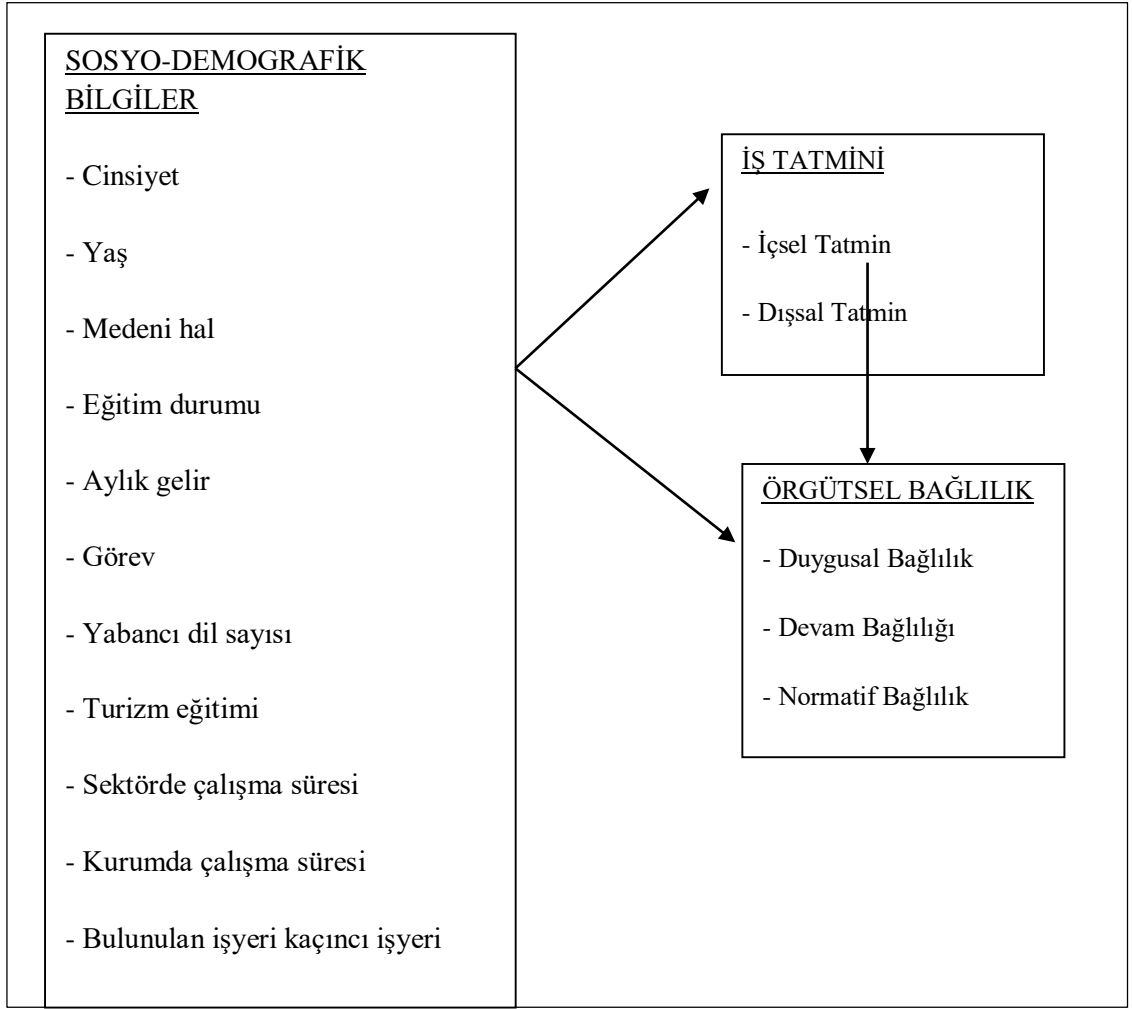 SOSYO-DEMOGRAFİK
BİLGİLER
- Cinsiyet
- Yaş
- Medeni hal
- Eğitim durumu
- Aylık gelir
- Görev
- Yabancı dil sayısı
- Turizm eğitimi
- Sektörde çalışma süresi
- Kurumda çalışma süresi
- Bulunulan işyeri kaçıncı işyeri
İŞ TATMİNİ
- İçsel Tatmin
- Dışsal Tatmin
ÖRGÜTSEL BAĞLILIK
- Duygusal Bağlılık
- Devam Bağlılığı
- Normatif Bağlılık